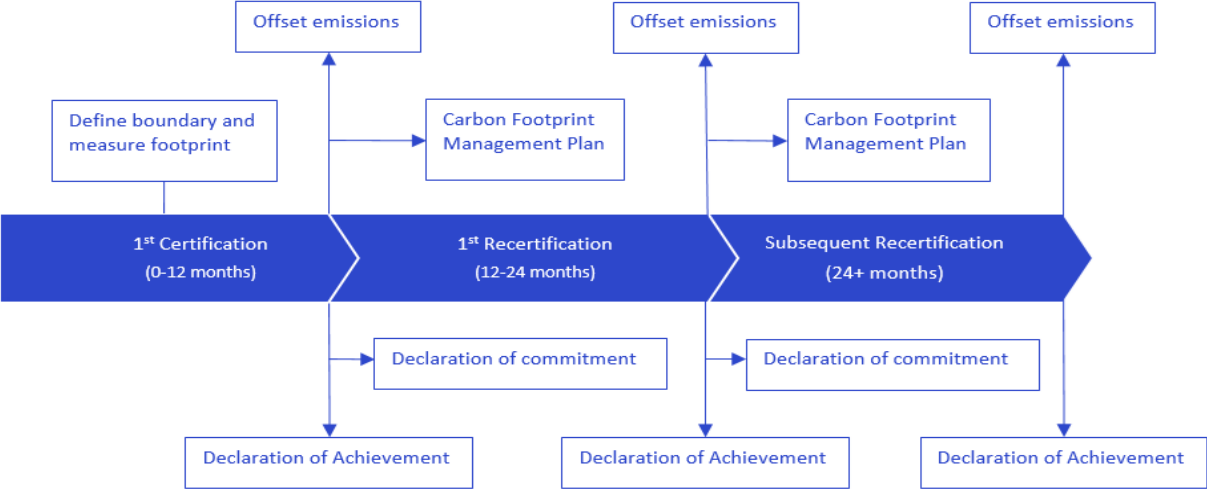 Offset emissions
Offset emissions
Offset emissions
Define boundary and
measure footprint
Carbon Footprint
Management Plan
Carbon Footprint
Management Plan
1st Certification
(0-12 months)
1st Recertification
(12-24 months)
Subsequent Recertification
(24+ months)
Declaration of commitment
Declaration of commitment
Declaration of Achievement
Declaration of Achievement
Declaration of Achievement